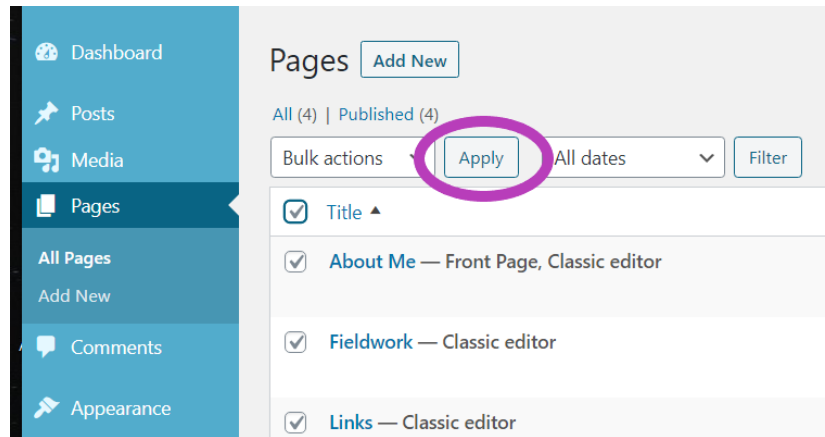 Dashboard
Posts
Media
Pages
All Pages
Add New
Comments
Appearance
Pages Add New
All (4) | Published (4)
Bulk actions Apply All dates Filter
Title
About Me — Front Page, Classic editor
Fieldwork — Classic editor
Links — Classic editor